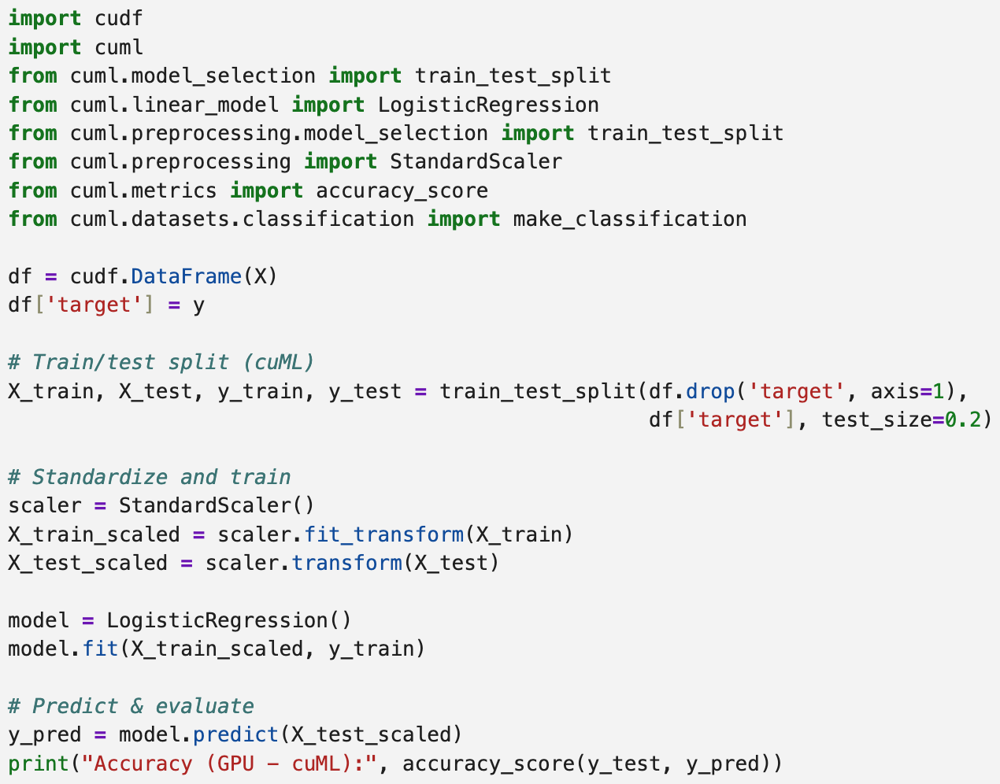 import cudf
import cuml
from cuml.model_selection import train_test_split
from cuml.linear_model import LogisticRegression
from cuml.preprocessing.model_selection import train_test_split
from cuml.preprocessing import StandardScaler
from cuml.metrics import accuracy_score
from cuml.datasets.classification import make_classification

df = cudf.DataFrame(X)
df['target'] = y

# Train/test split (cuML)
X_train, X_test, y_train, y_test = train_test_split(df.drop('target', axis=1),
                                                    df['target'], test_size=0.2)

# Standardize and train
scaler = StandardScaler()
X_train_scaled = scaler.fit_transform(X_train)
X_test_scaled = scaler.transform(X_test)

model = LogisticRegression()
model.fit(X_train_scaled, y_train)

# Predict & evaluate
y_pred = model.predict(X_test_scaled)
print("Accuracy (GPU – cuML):", accuracy_score(y_test, y_pred))